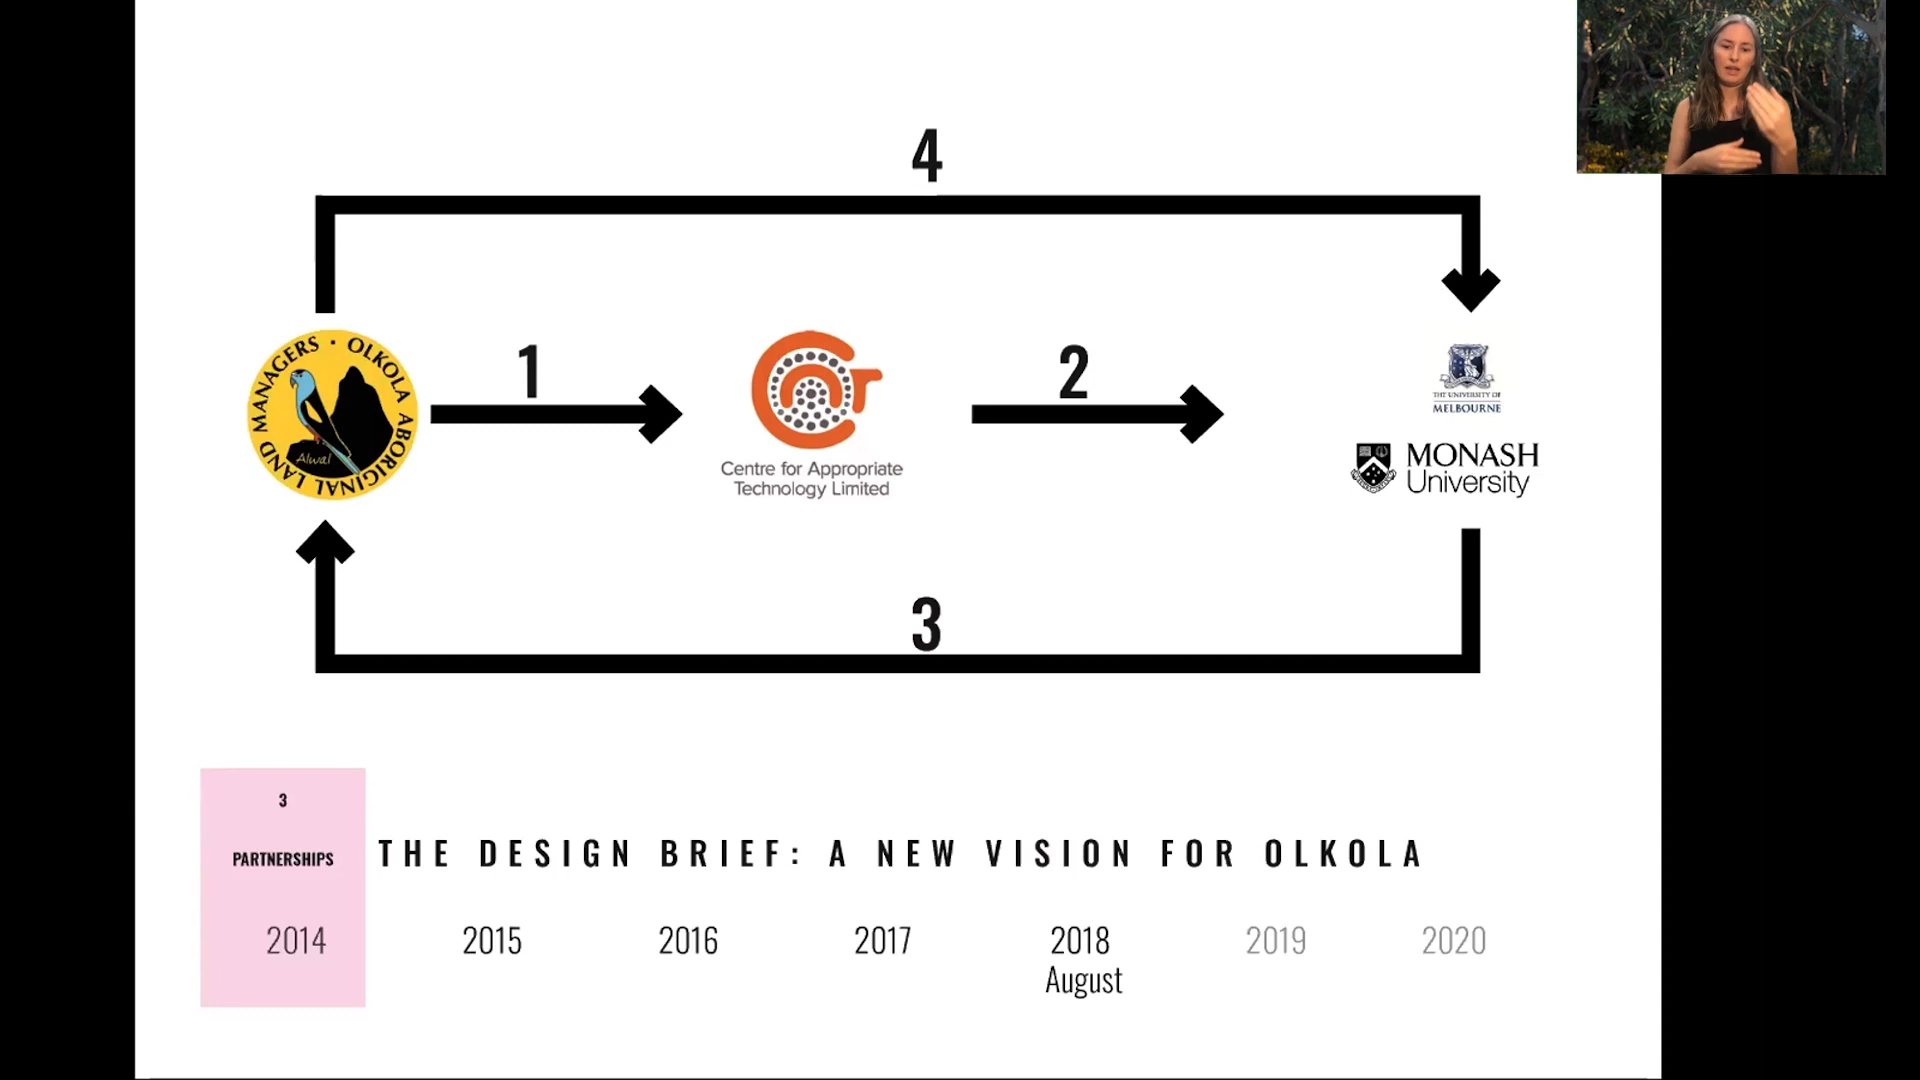 4
1
2
OLKOLA ABORIGINAL LAND MANAGERS
Alwal
CAT
Centre for Appropriate
Technology Limited
THE UNIVERSITY OF
MELBOURNE
MONASH
University
3
3
PARTNERSHIPS
THE DESIGN BRIEF: A NEW VISION FOR OLKOLA
2014 2015 2016 2017 2018 2019 2020
August